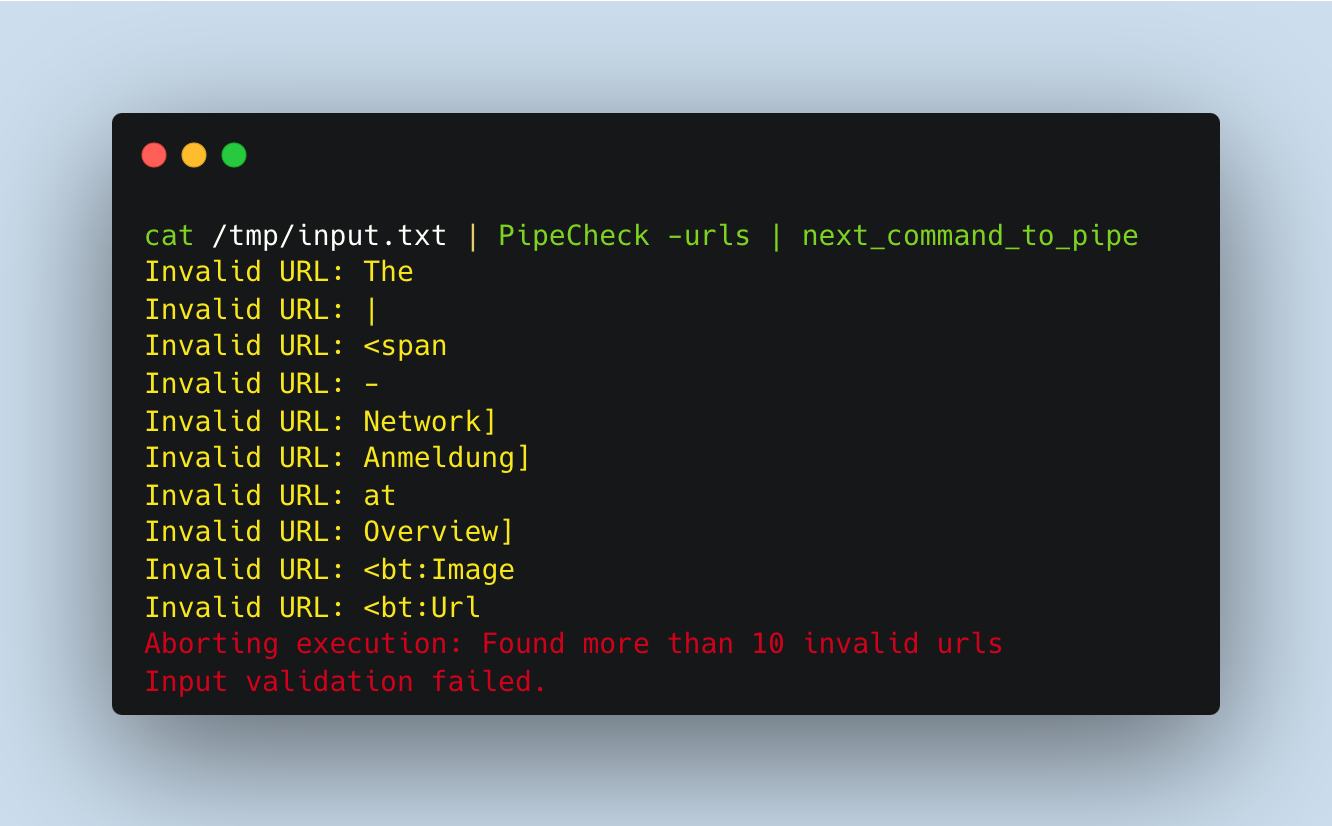 cat /tmp/input.txt | PipeCheck -urls | next_command_to_pipe
Invalid URL: The
Invalid URL: |
Invalid URL: <span
Invalid URL: -
Invalid URL: Network]
Invalid URL: Anmeldung]
Invalid URL: at
Invalid URL: Overview]
Invalid URL: <bt:Image
Invalid URL: <bt:Url
Aborting execution: Found more than 10 invalid urls
Input validation failed.